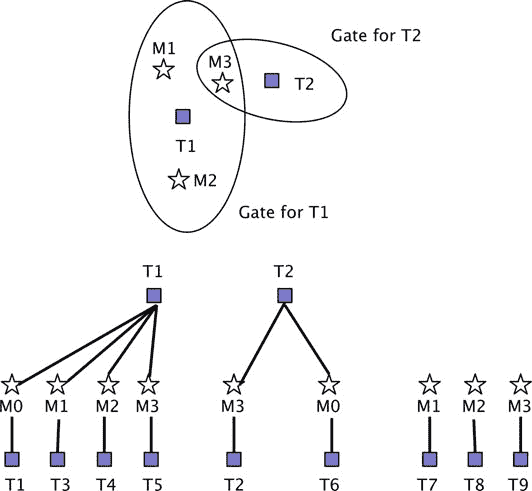 Gate for T2
M1
M3
T2
T1
M2
Gate for T1
T1 T2
M0 M1 M2 M3 M3 M0 M1 M2 M3
T1 T3 T4 T5 T2 T6 T7 T8 T9